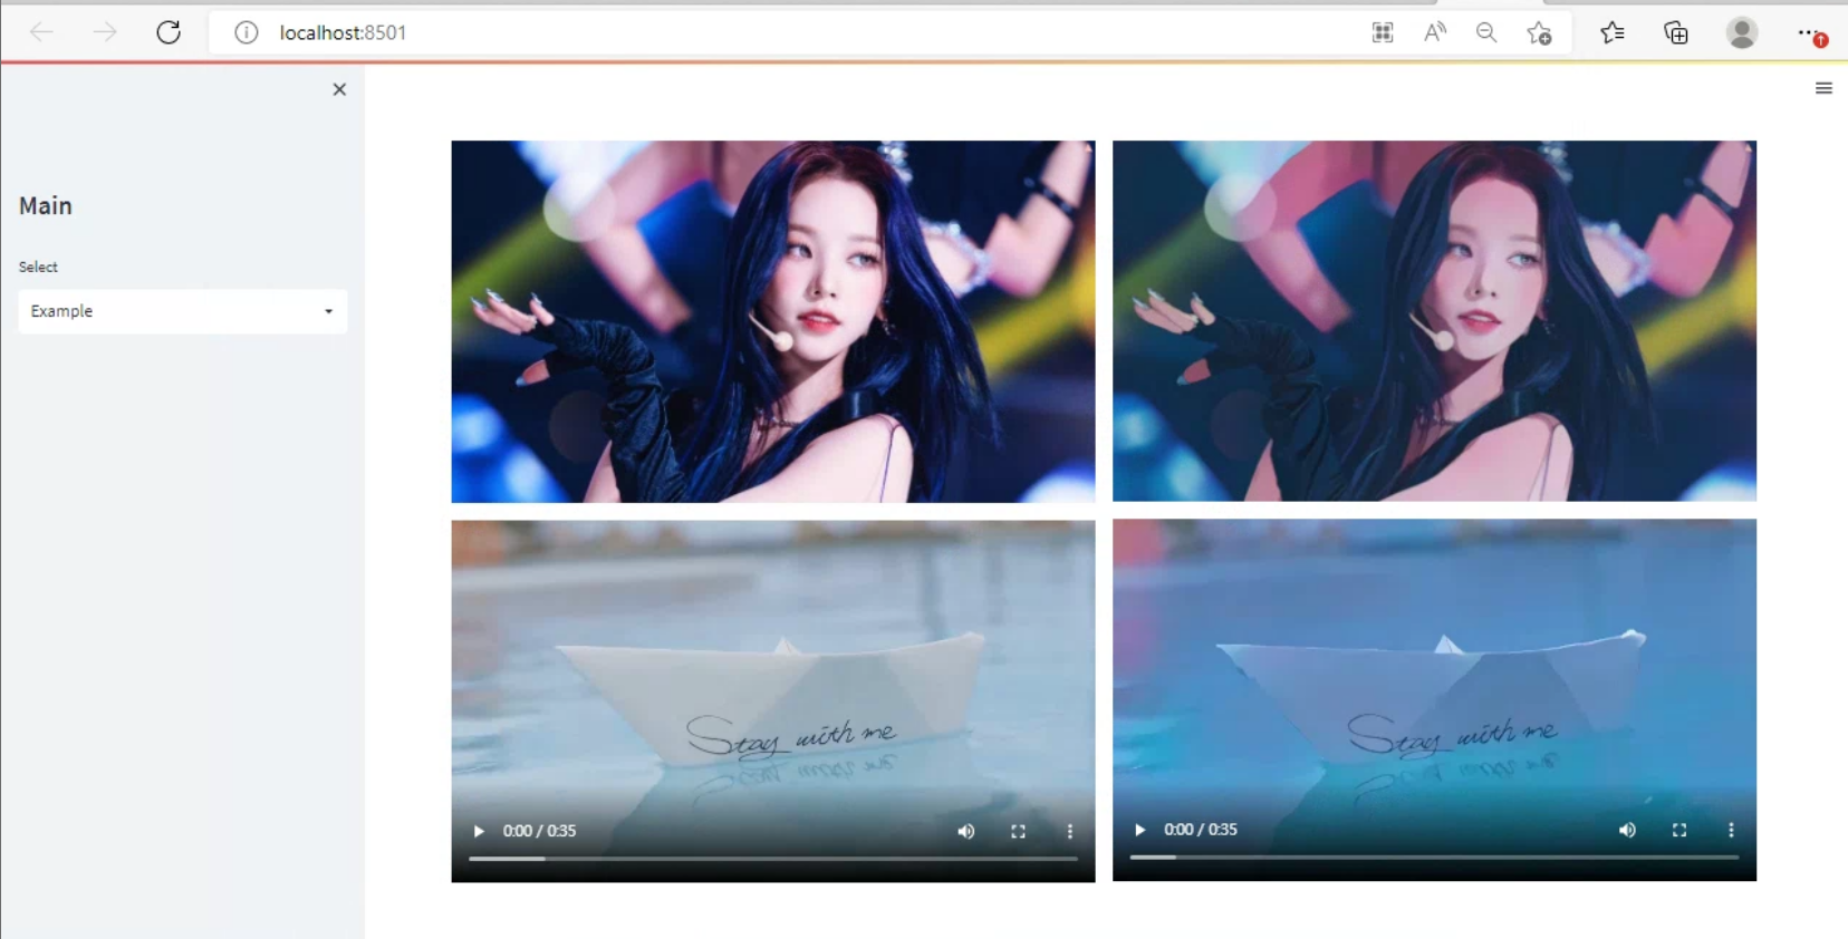 localhost:8501
Main
Select
Example
Stay with me
Stay with me
0:00 / 0:35
0:00 / 0:35